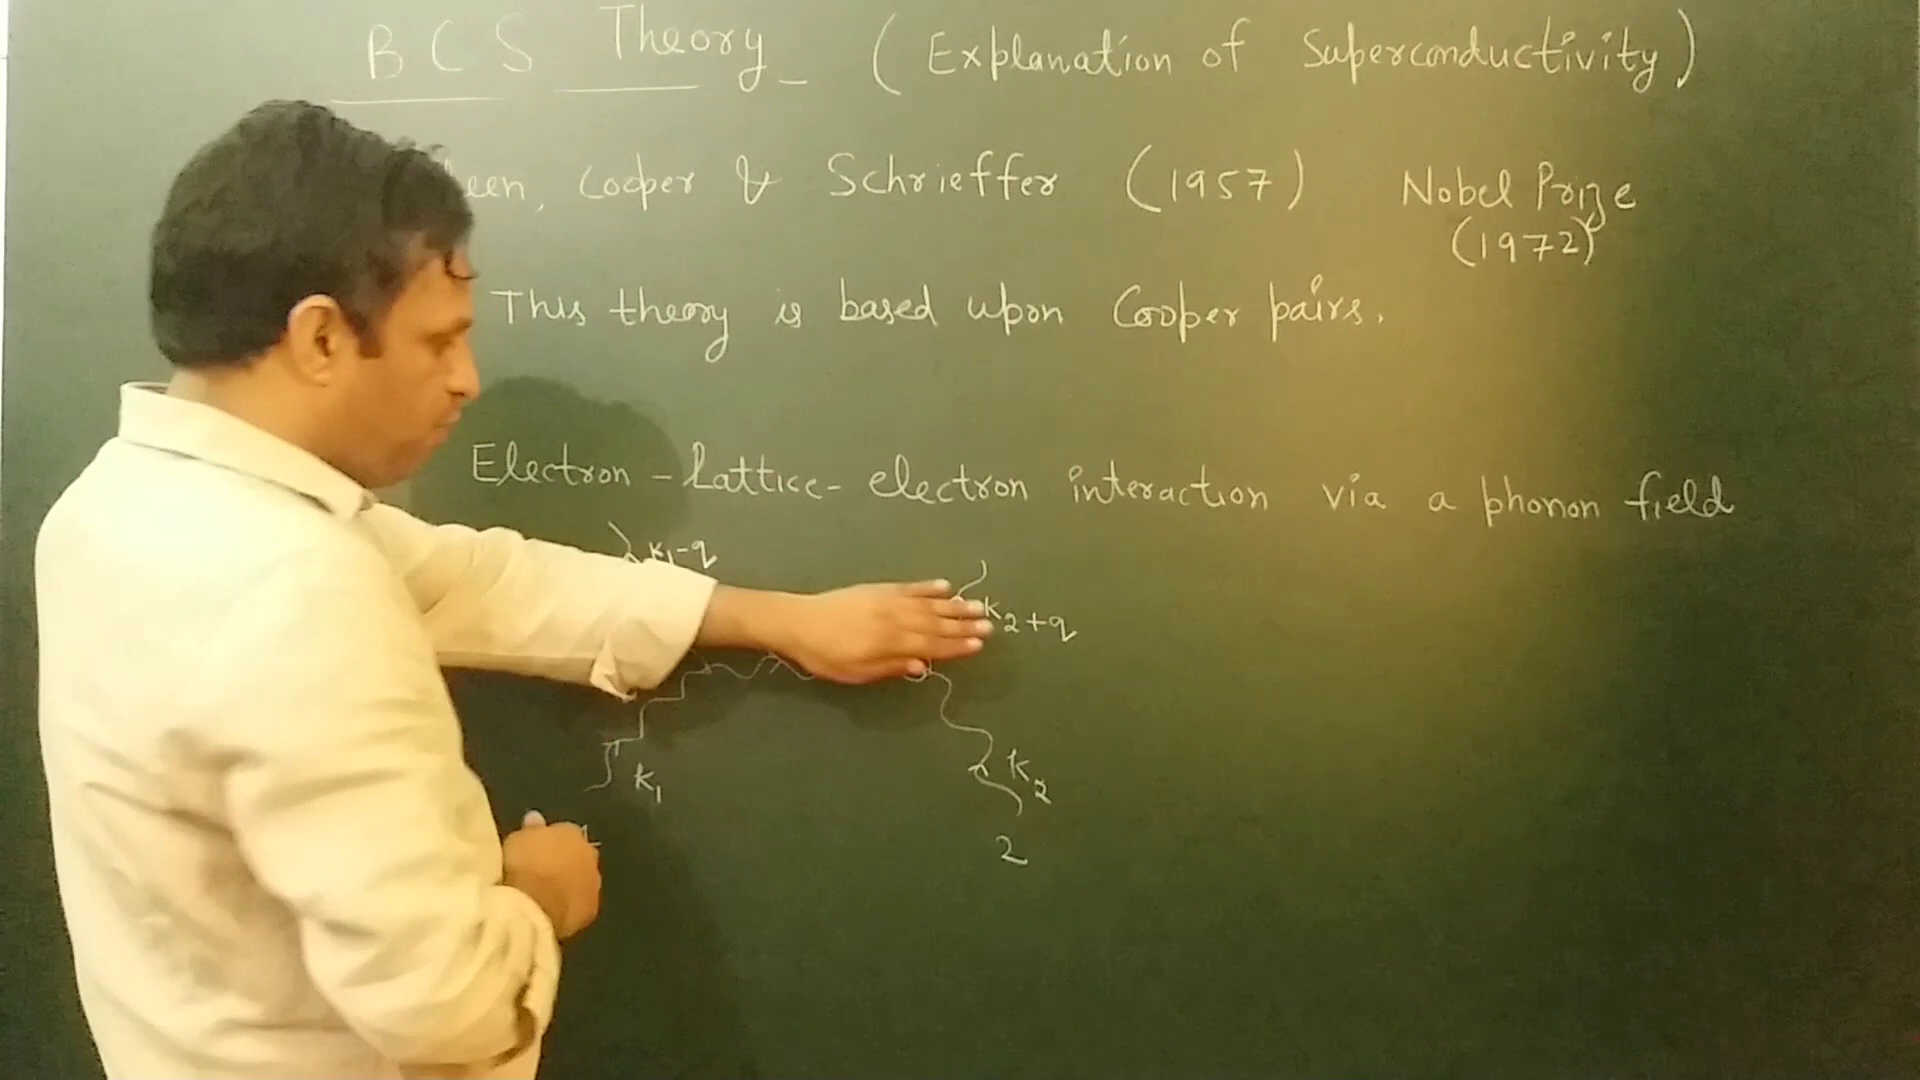 BCS Theory (Explanation of Superconductivity)
een, Cooper & Schrieffer (1957) Nobel Prize
(1972)
This theory is based upon Cooper pairs.
Electron-Lattice-electron interaction via a phonon field
k1-q
k2+q
k1
k2
2